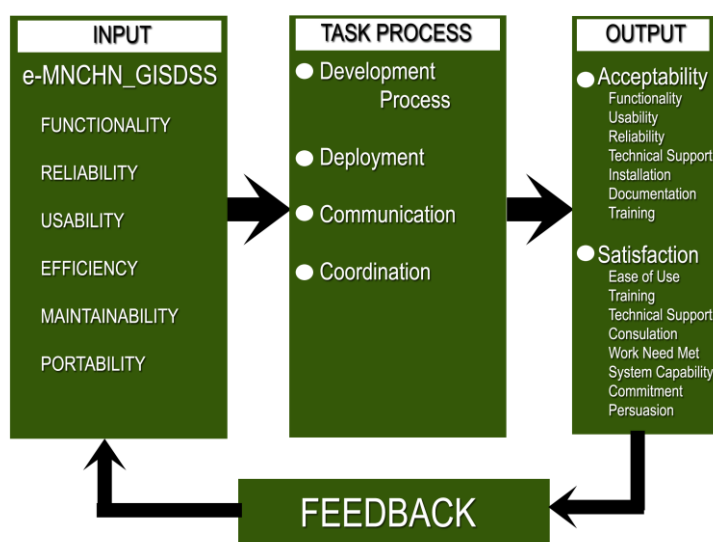 INPUT
e-MNCHN_GISDSS
FUNCTIONALITY
RELIABILITY
USABILITY
EFFICIENCY
MAINTAINABILITY
PORTABILITY
TASK PROCESS
Development
Process
Deployment
Communication
Coordination
OUTPUT
Acceptability
Functionality
Usability
Reliability
Technical Support
Installation
Documentation
Training
Satisfaction
Ease of Use
Training
Technical Support
Consulation
Work Need Met
System Capability
Commitment
Persuasion
FEEDBACK